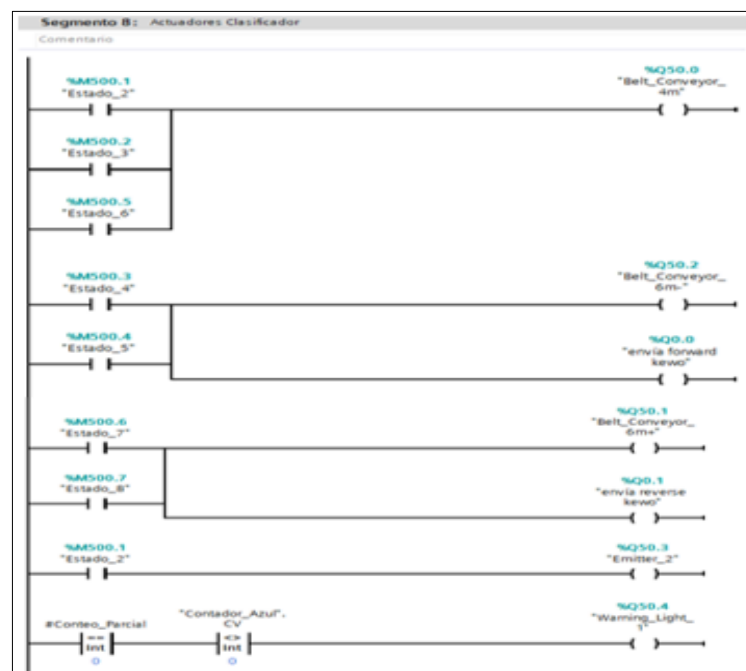 Segmento 8: Actuadores Clasificador
Comentario
%M500.1
"Estado_2"
%Q50.0
"Belt_Conveyor_
4m"
%M500.2
"Estado_3"
%M500.5
"Estado_6"
%M500.3
"Estado_4"
%Q50.2
"Belt_Conveyor_
6m-"
%M500.4
"Estado_5"
%Q0.0
"envía forward
kewo"
%M500.6
"Estado_7"
%Q50.1
"Belt_Conveyor_
6m+"
%M500.7
"Estado_8"
%Q0.1
"envía reverse
kewo"
%M500.1
"Estado_2"
%Q50.3
"Emitter_2"
#Conteo_Parcial
==
Int
0
"Contador_Azul".
CV
<>
Int
0
%Q50.4
"Warning_Light_
1"